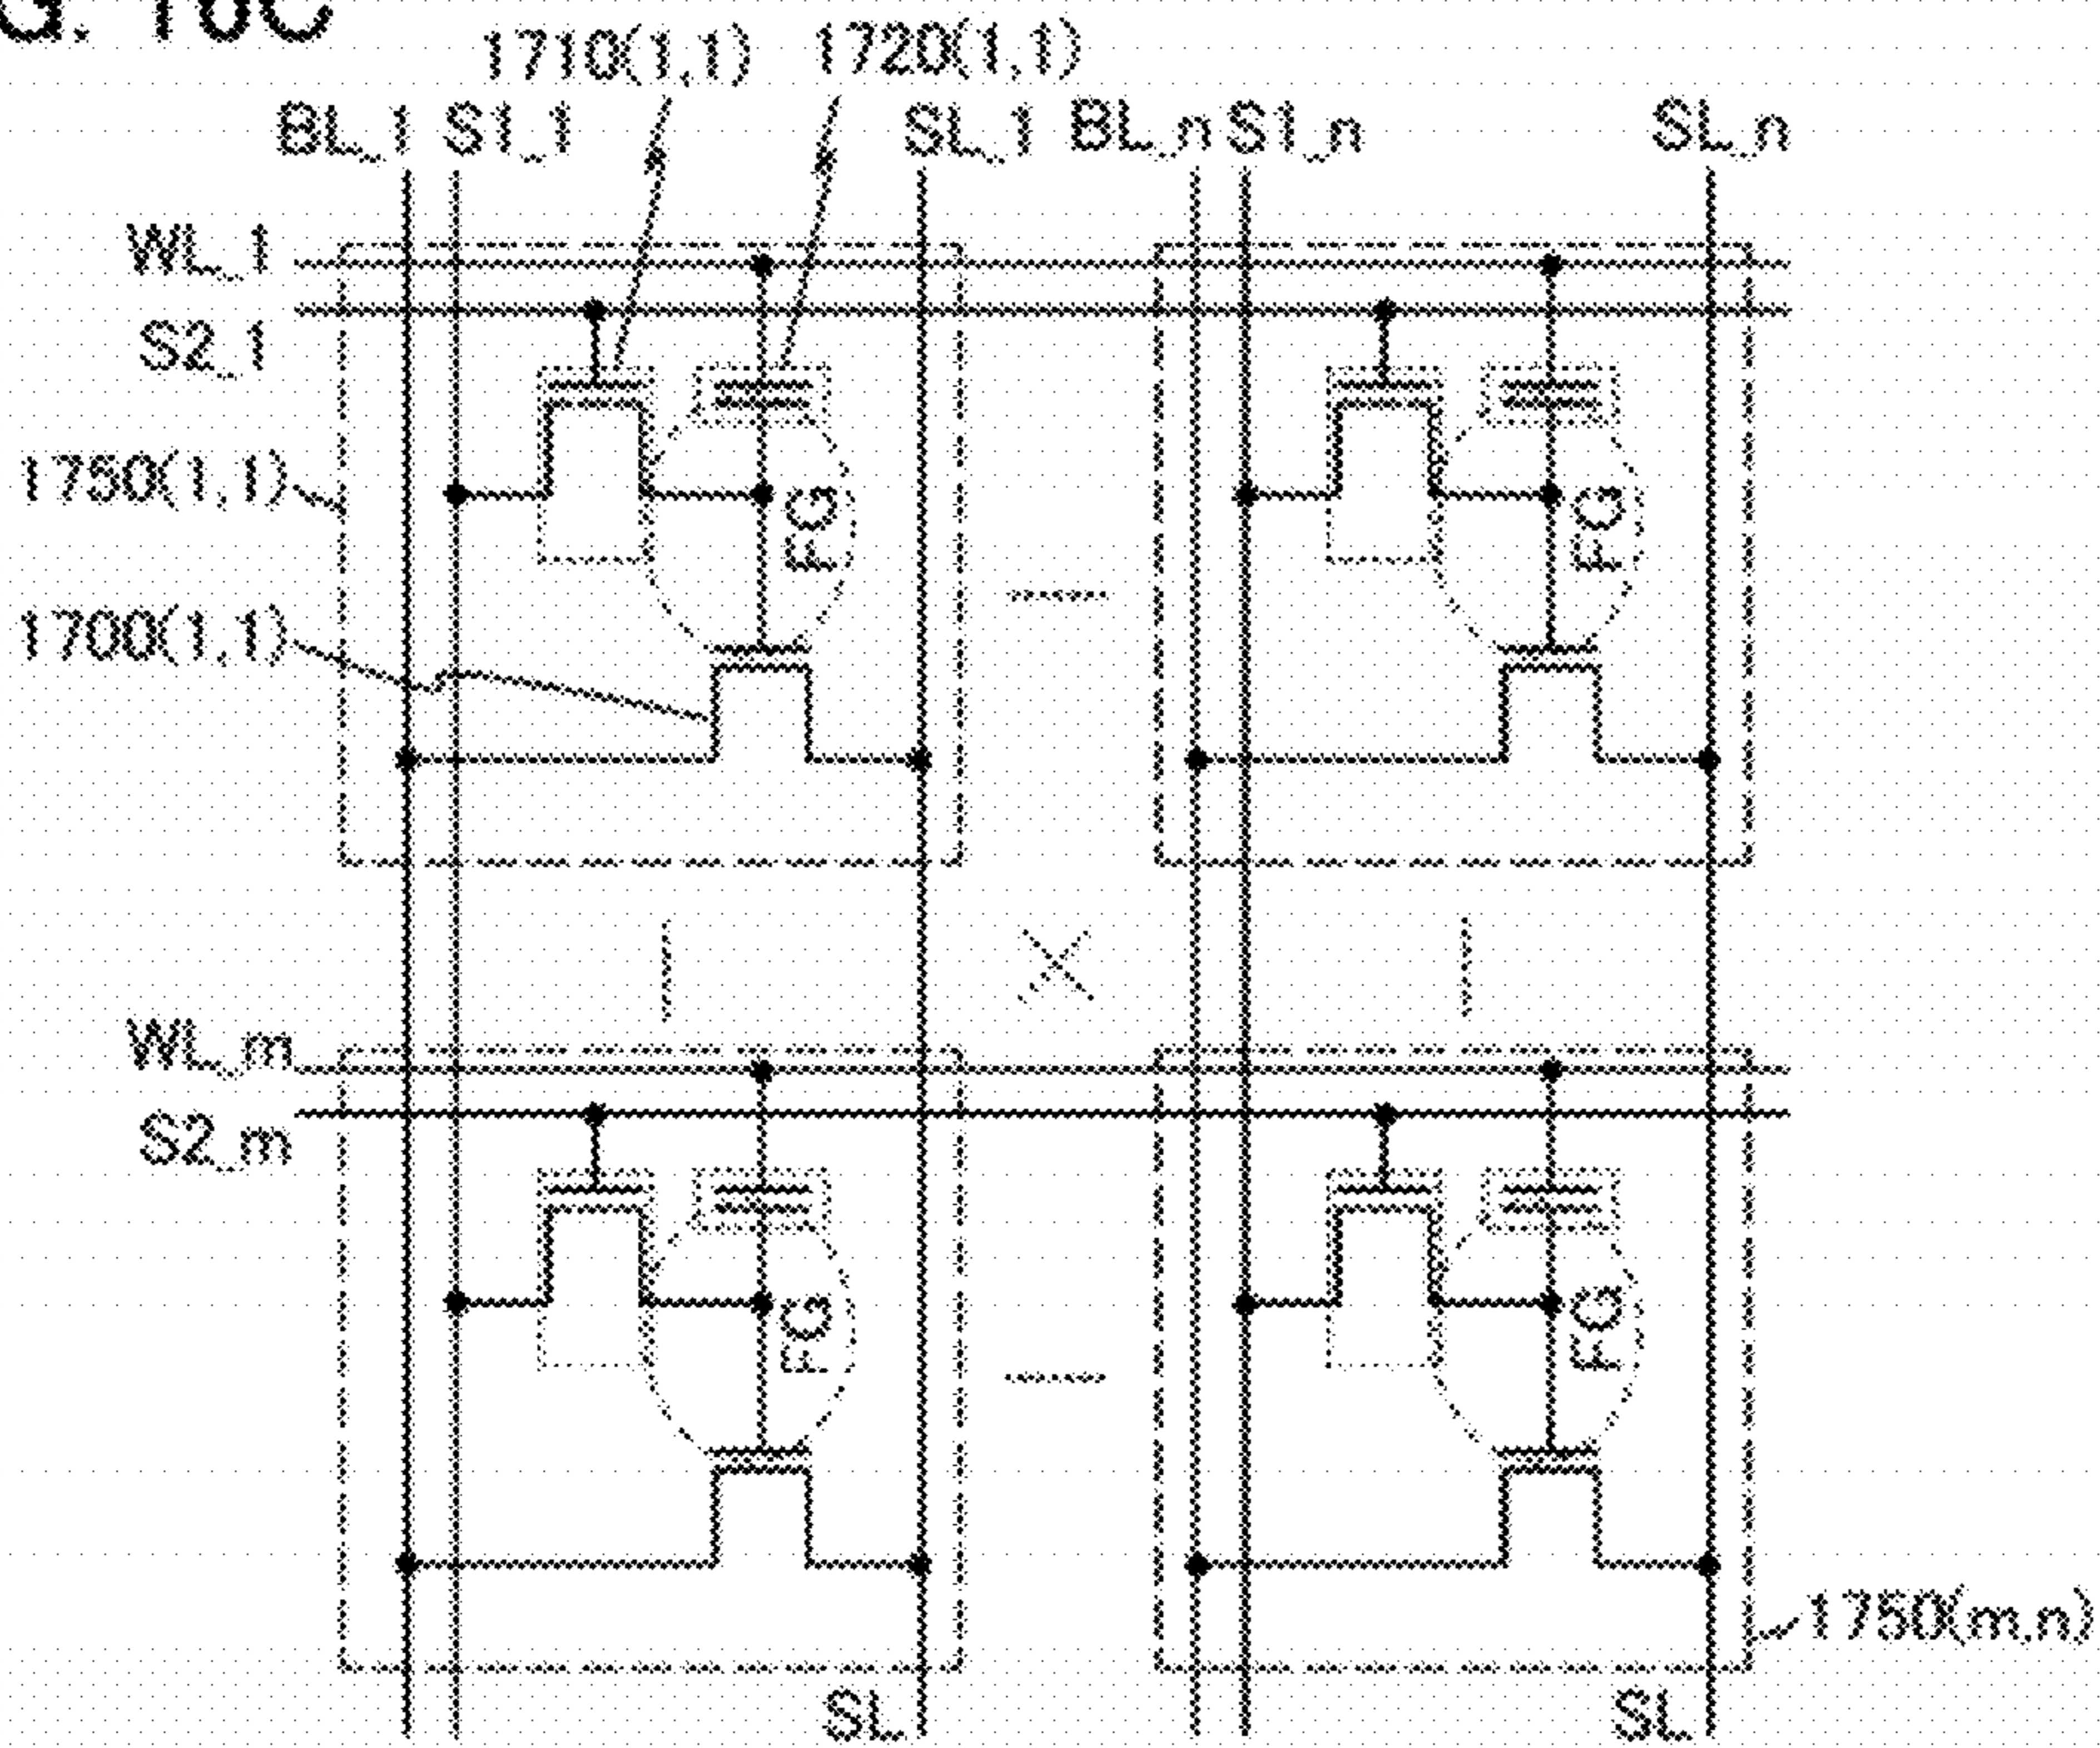 1710(1,1) 1720(1,1)
BL_1 S1_1 SL_1 BL_n S1_n SL_n
WL_1
S2_1
1750(1,1)
FG FG
1700(1,1)
WL_m
S2_m
FG FG
1750(m,n)
SL SL